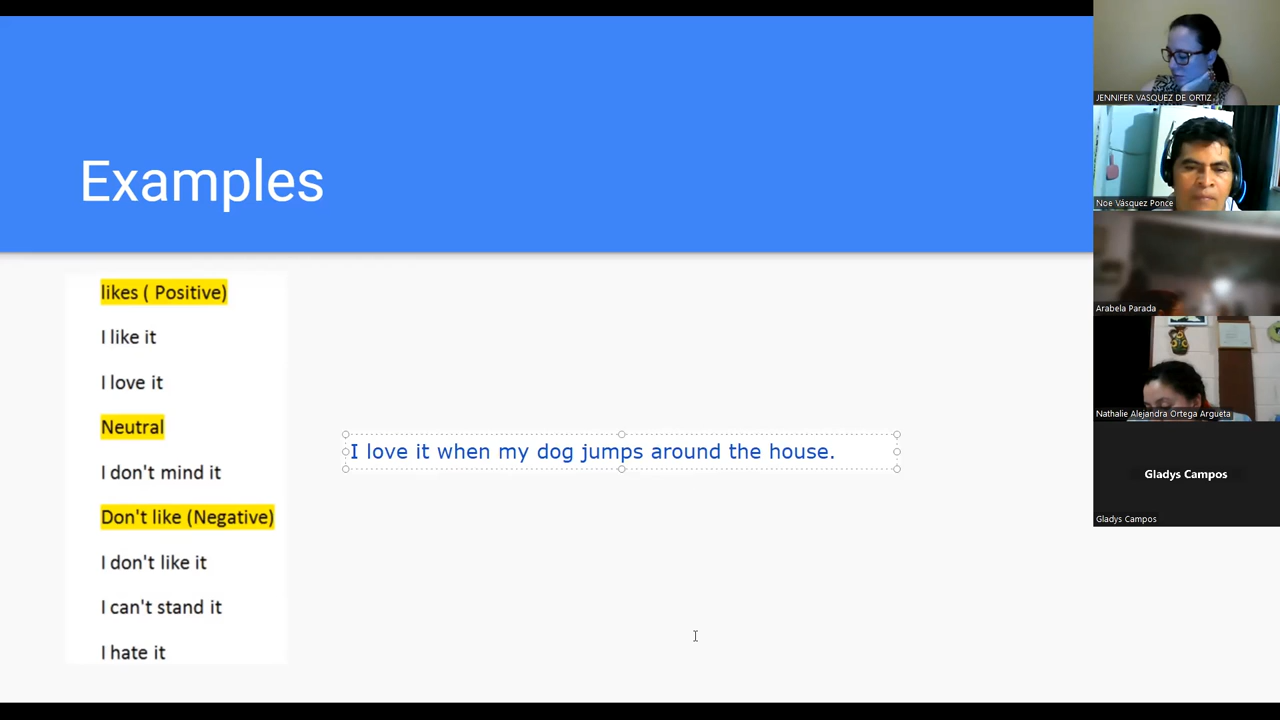 Examples
likes ( Positive)
I like it
I love it
Neutral
I don't mind it
Don't like (Negative)
I don't like it
I can't stand it
I hate it
I love it when my dog jumps around the house.
JENNIFER VASQUEZ DE ORTIZ
Noe Vásquez Ponce
Arabela Parada
Nathalie Alejandra Ortega Argueta
Gladys Campos
Gladys Campos